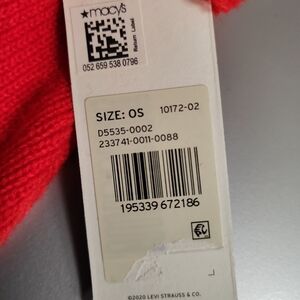 ★macy's
Return Label
052 659 538 0796
SIZE: OS 10172-02
D5535-0002
233741-0011-0088
195339 672186
©2020 LEVI STRAUSS & CO.